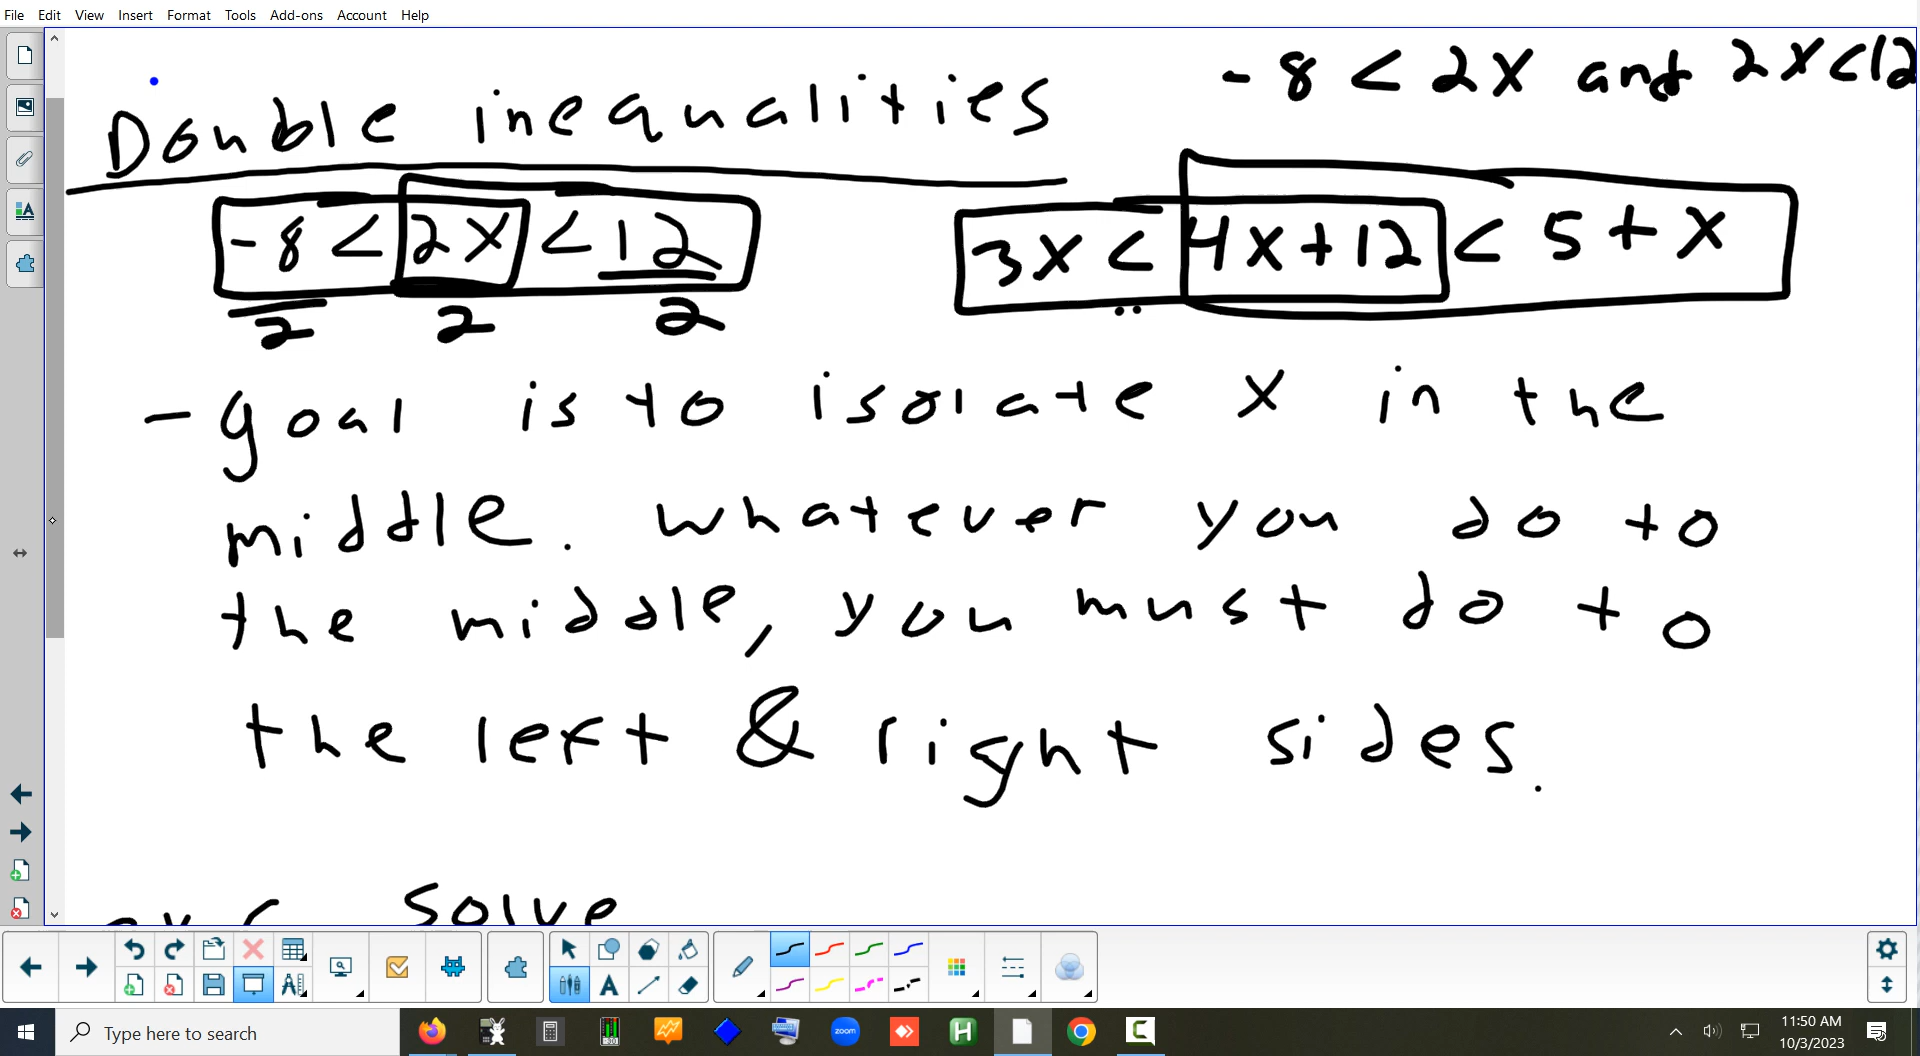 File Edit View Insert Format Tools Add-ons Account Help
-8 < 2x and 2x < 12
Double inequalities
-8 < 2x < 12
2 2 2
3x < 4x + 12 < 5 + x
- goal is to isolate x in the
middle. whatever you do to
the middle, you must do to
the left & right sides.
Solve
Type here to search
zoom
11:50 AM
10/3/2023